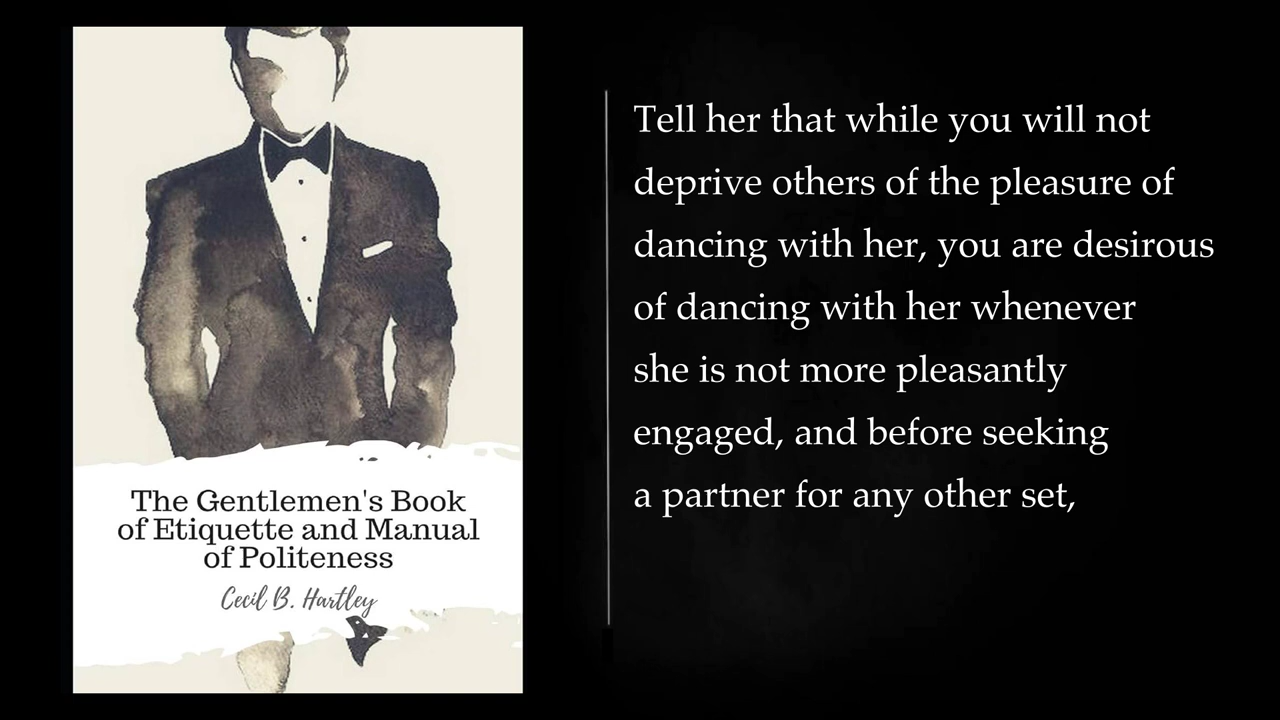 The Gentlemen's Book
of Etiquette and Manual
of Politeness
Cecil B. Hartley
Tell her that while you will not
deprive others of the pleasure of
dancing with her, you are desirous
of dancing with her whenever
she is not more pleasantly
engaged, and before seeking
a partner for any other set,